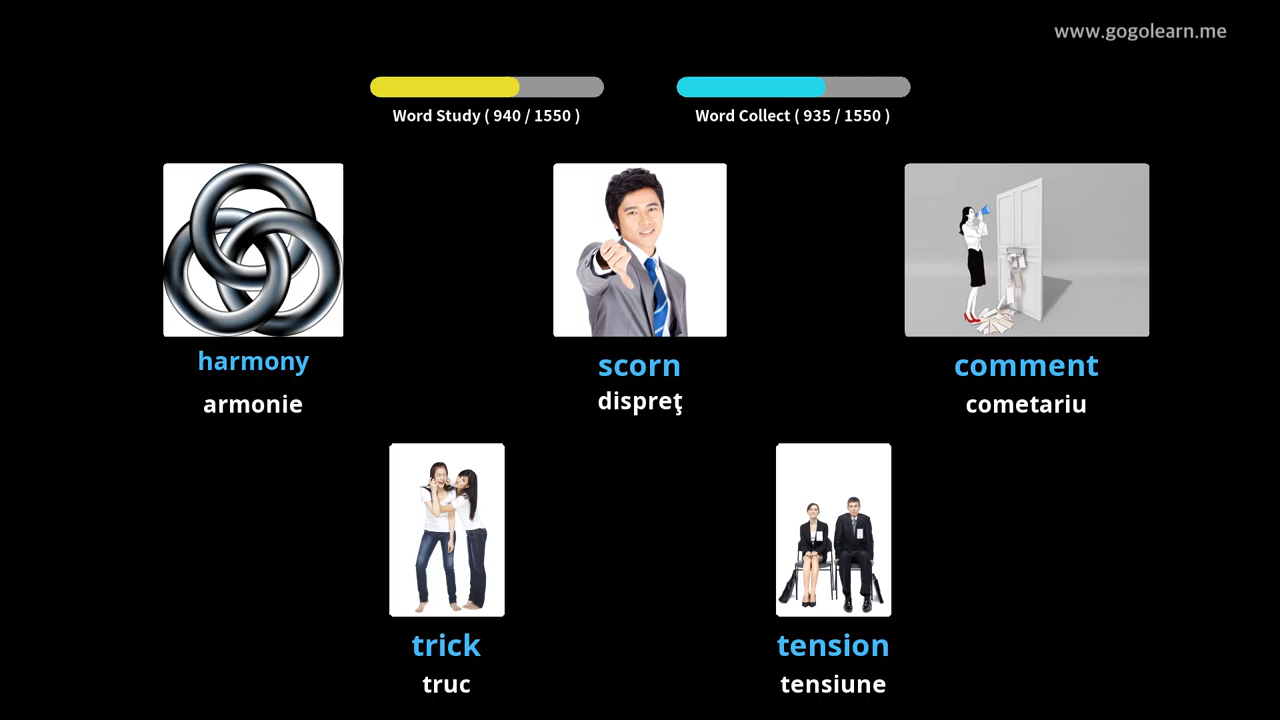 www.gogolearn.me
Word Study ( 940 / 1550 )
Word Collect ( 935 / 1550 )
harmony
armonie
scorn
dispreţ
comment
cometariu
trick
truc
tension
tensiune